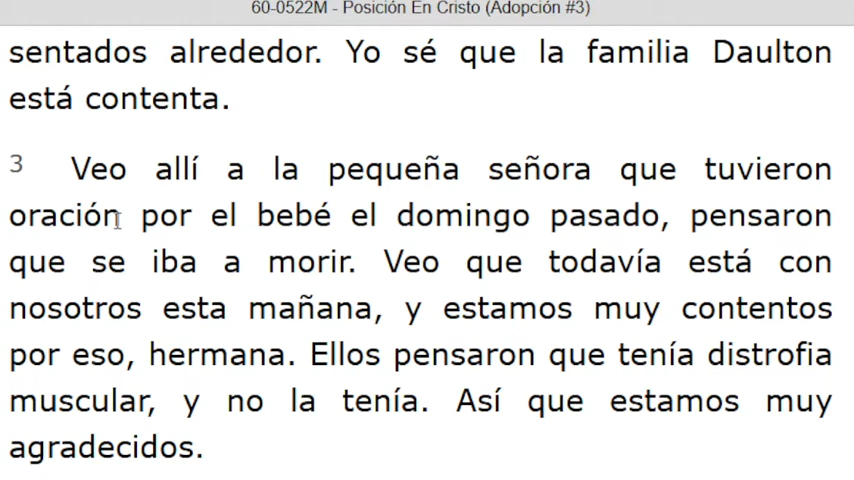 60-0522M - Posición En Cristo (Adopción #3)
sentados alrededor. Yo sé que la familia Daulton
está contenta.
3 Veo allí a la pequeña señora que tuvieron
oración por el bebé el domingo pasado, pensaron
que se iba a morir. Veo que todavía está con
nosotros esta mañana, y estamos muy contentos
por eso, hermana. Ellos pensaron que tenía distrofia
muscular, y no la tenía. Así que estamos muy
agradecidos.